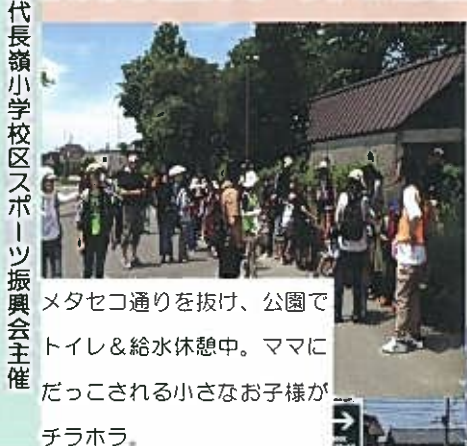 代長嶺小学校区スポーツ振興会主催
メタセコ通りを抜け、公園で
トイレ＆給水休憩中。ママに
だっこされる小さなお子様が
チラホラ。